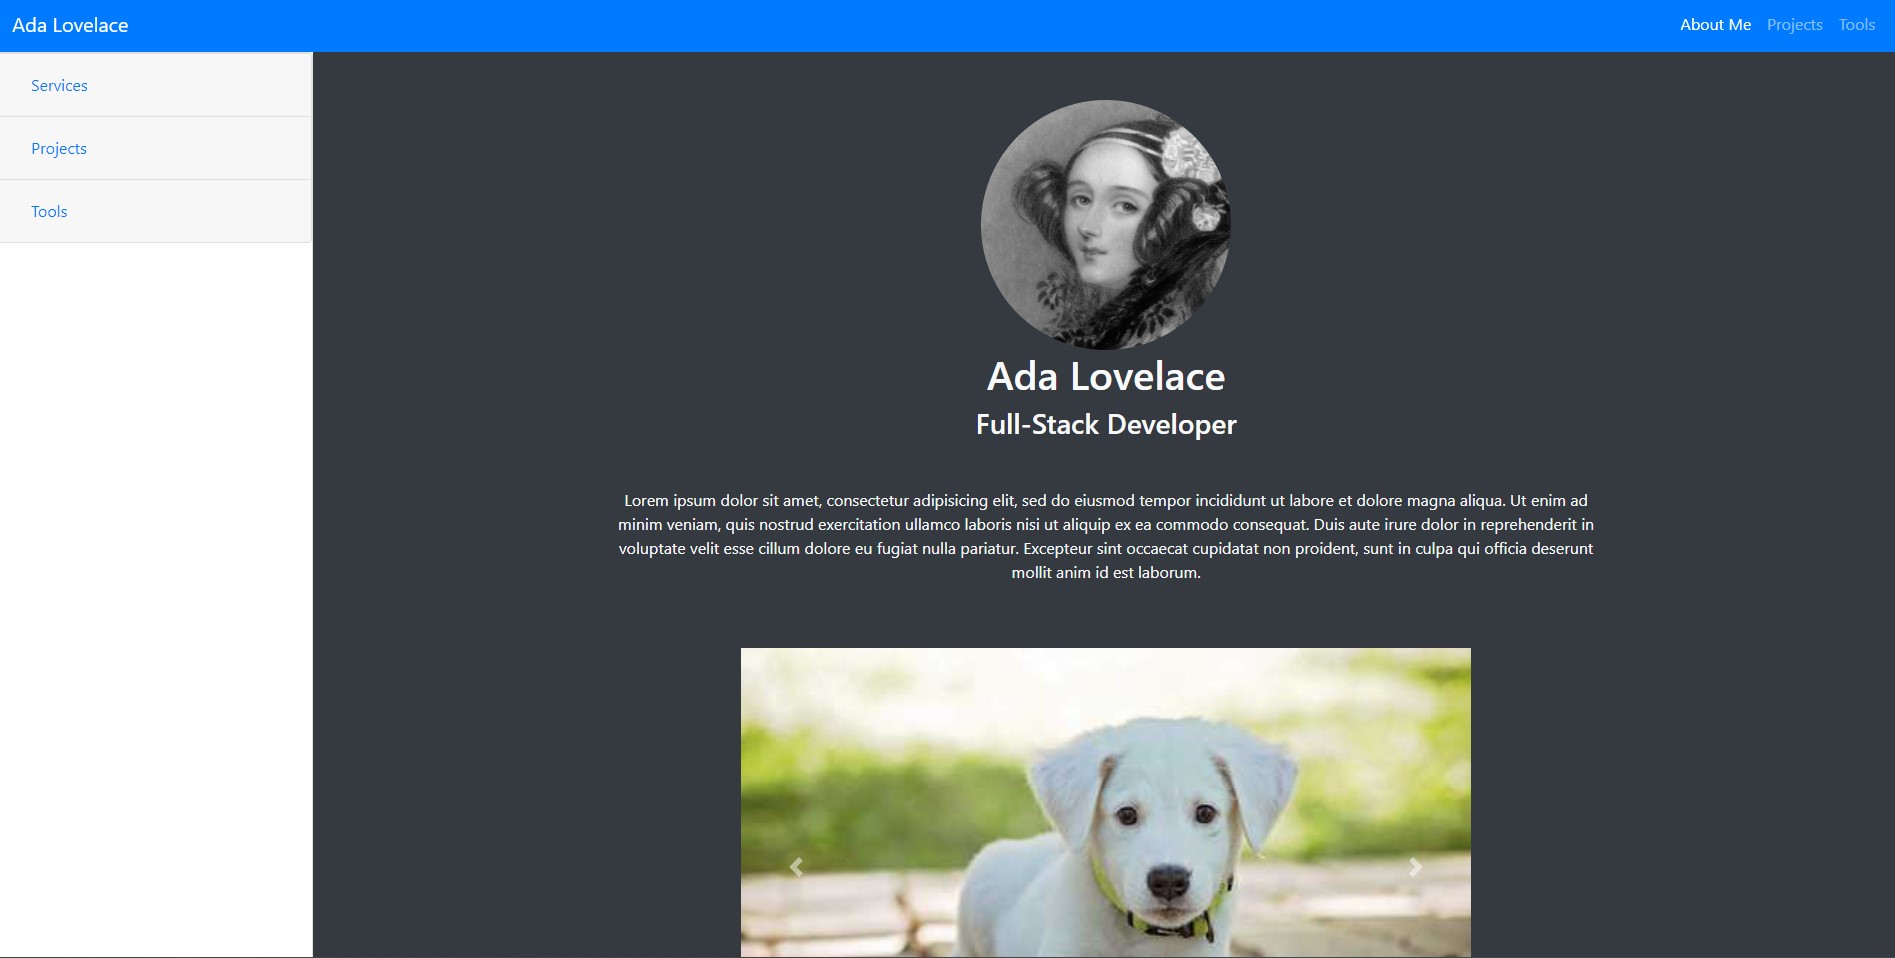 Ada Lovelace
About Me Projects Tools
Services
Projects
Tools
Ada Lovelace
Full-Stack Developer
Lorem ipsum dolor sit amet, consectetur adipisicing elit, sed do eiusmod tempor incididunt ut labore et dolore magna aliqua. Ut enim ad
minim veniam, quis nostrud exercitation ullamco laboris nisi ut aliquip ex ea commodo consequat. Duis aute irure dolor in reprehenderit in
voluptate velit esse cillum dolore eu fugiat nulla pariatur. Excepteur sint occaecat cupidatat non proident, sunt in culpa qui officia deserunt
mollit anim id est laborum.